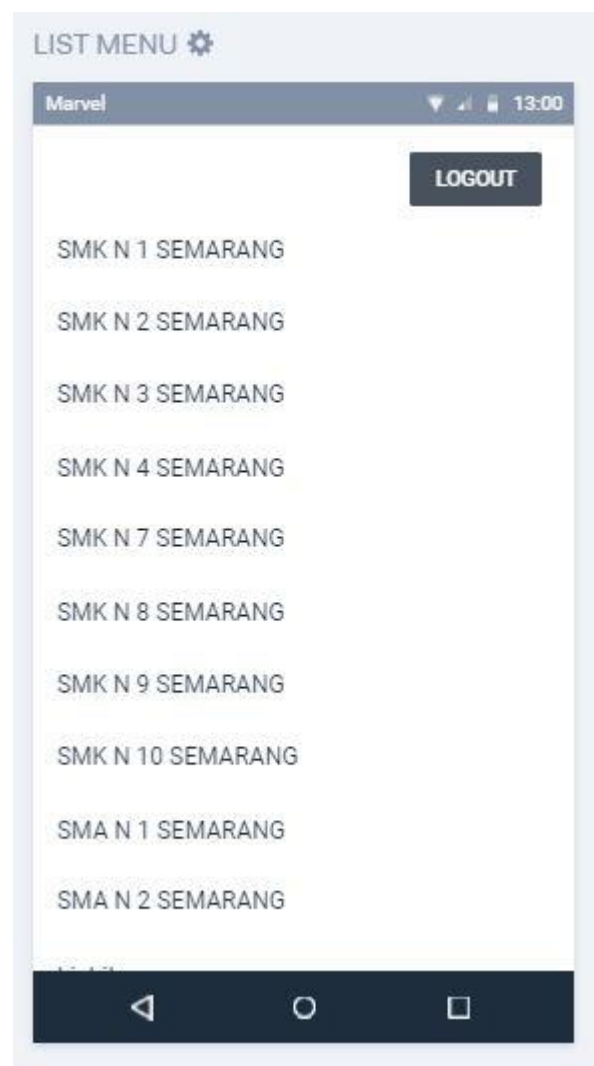 LIST MENU
Marvel 13:00
LOGOUT
SMK N 1 SEMARANG
SMK N 2 SEMARANG
SMK N 3 SEMARANG
SMK N 4 SEMARANG
SMK N 7 SEMARANG
SMK N 8 SEMARANG
SMK N 9 SEMARANG
SMK N 10 SEMARANG
SMA N 1 SEMARANG
SMA N 2 SEMARANG